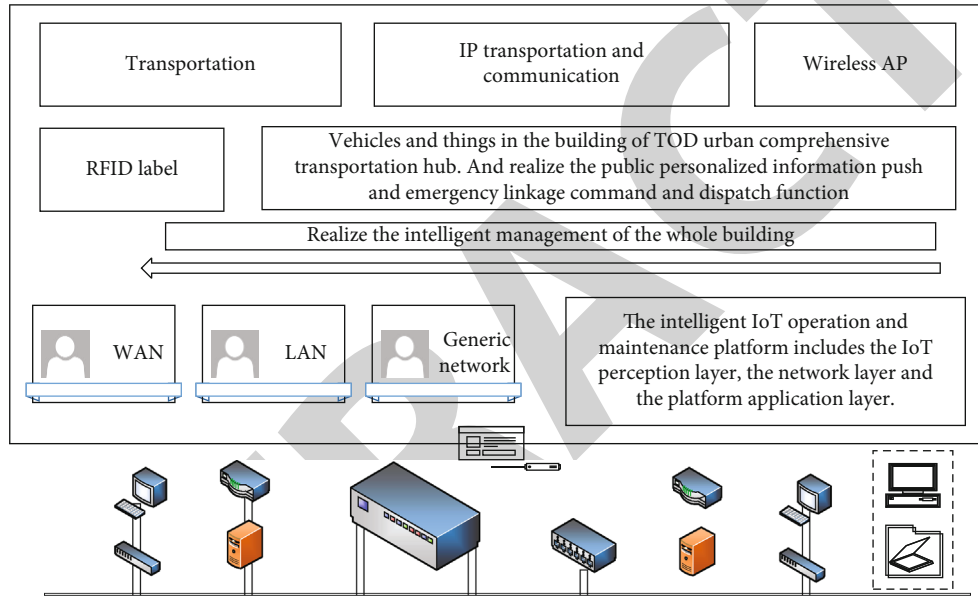 Transportation
IP transportation and
communication
Wireless AP
RFID label
Vehicles and things in the building of TOD urban comprehensive
transportation hub. And realize the public personalized information push
and emergency linkage command and dispatch function
Realize the intelligent management of the whole building
WAN
LAN
Generic
network
The intelligent IoT operation and
maintenance platform includes the IoT
perception layer, the network layer and
the platform application layer.